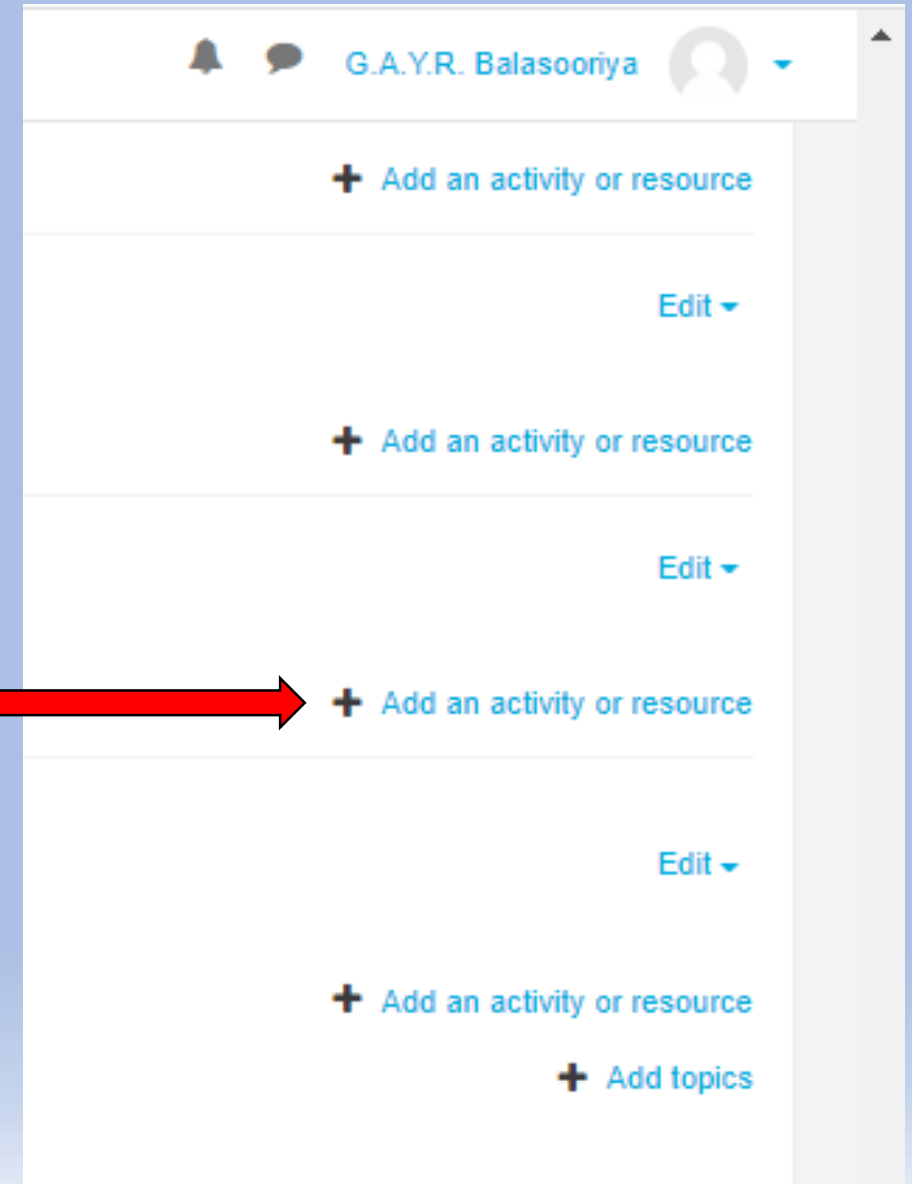 G.A.Y.R. Balasooriya
Add an activity or resource
Edit
Add an activity or resource
Edit
Add an activity or resource
Edit
Add an activity or resource
Add topics